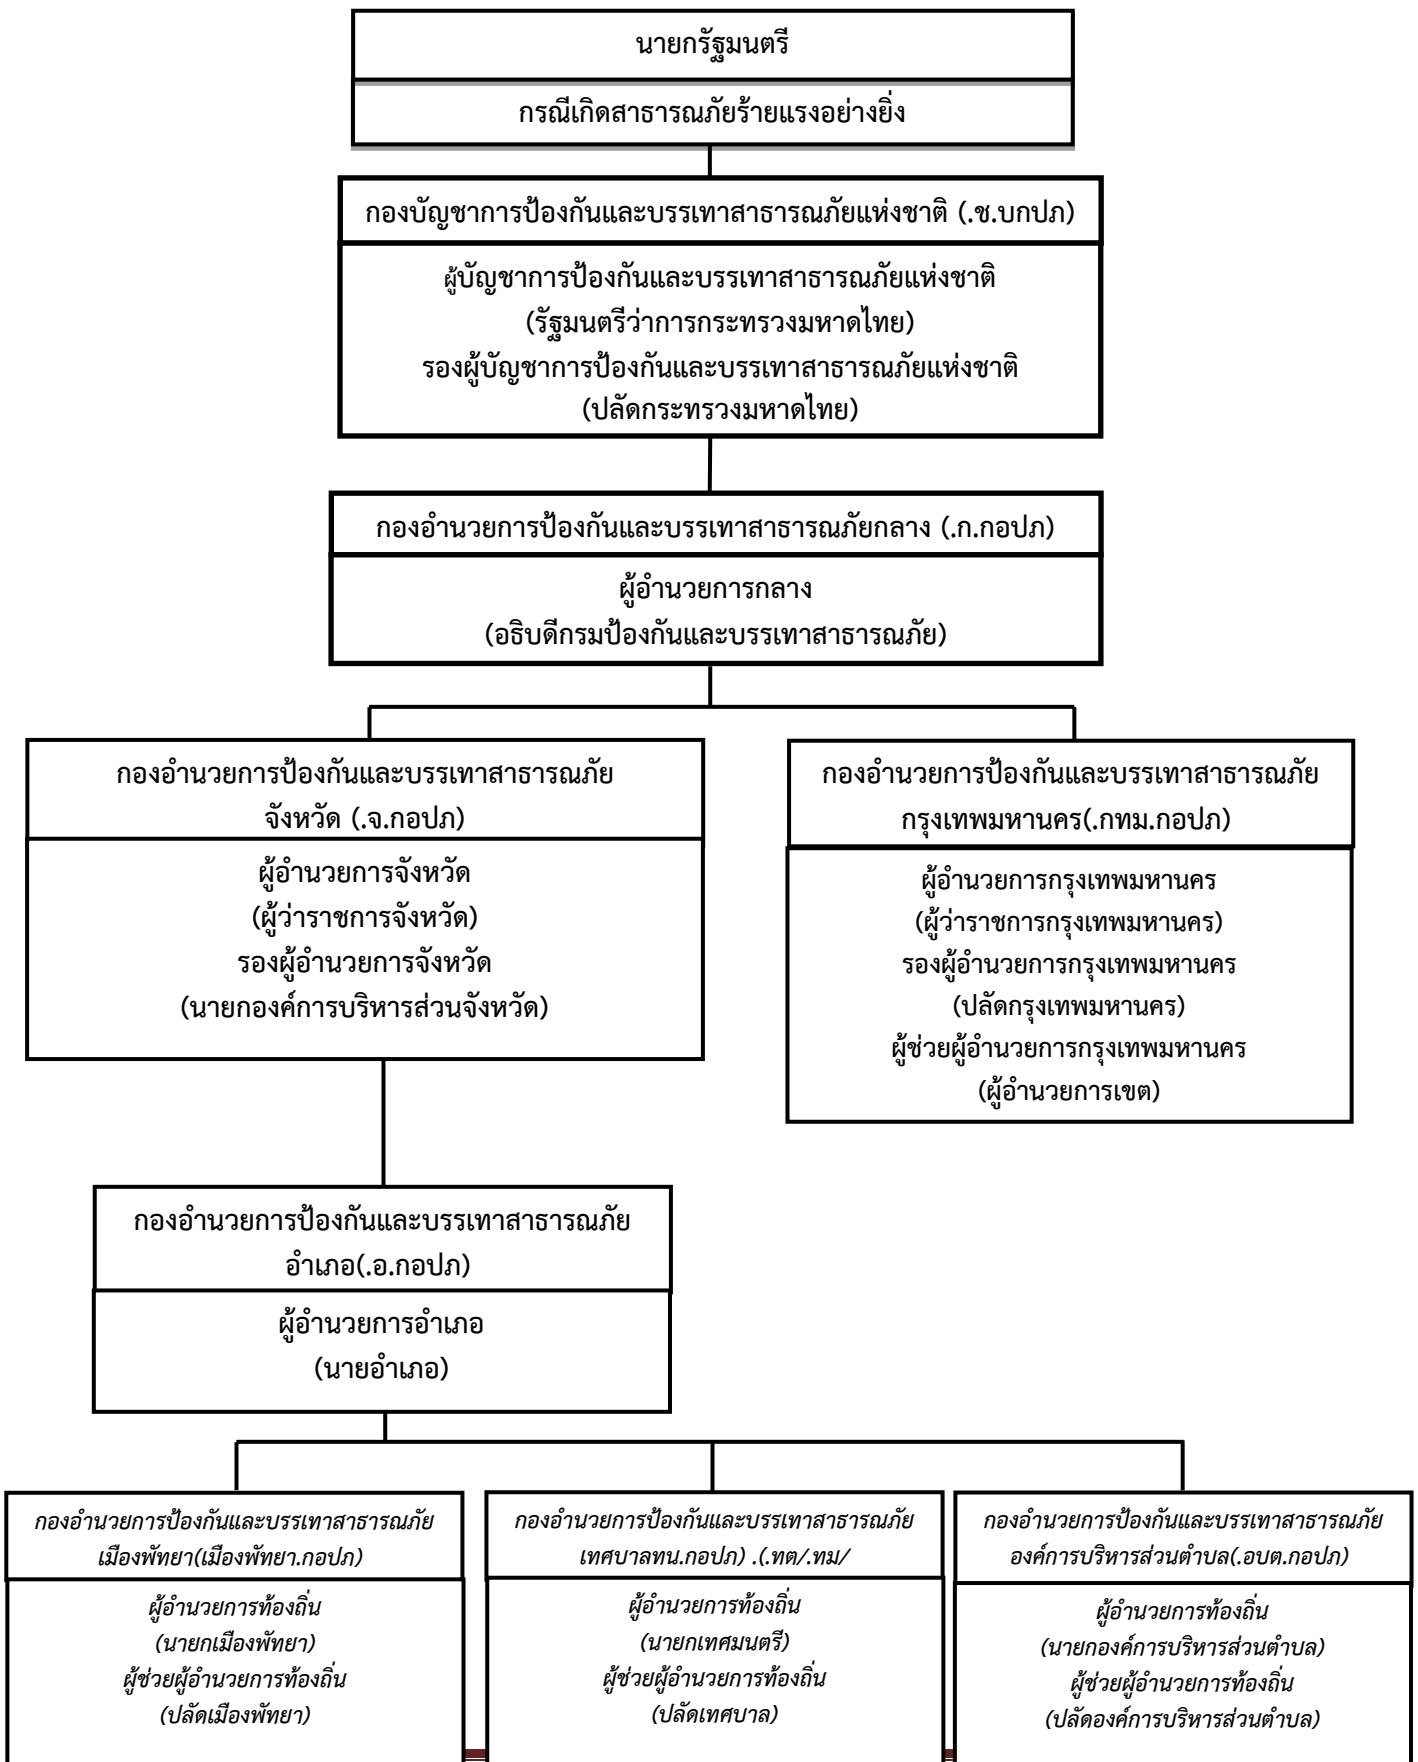 นายกรัฐมนตรี
กรณีเกิดสาธารณภัยร้ายแรงอย่างยิ่ง
กองบัญชาการป้องกันและบรรเทาสาธารณภัยแห่งชาติ (.ช.บกปภ)
ผู้บัญชาการป้องกันและบรรเทาสาธารณภัยแห่งชาติ
(รัฐมนตรีว่าการกระทรวงมหาดไทย)
รองผู้บัญชาการป้องกันและบรรเทาสาธารณภัยแห่งชาติ
(ปลัดกระทรวงมหาดไทย)
กองอำนวยการป้องกันและบรรเทาสาธารณภัยกลาง (.ก.กอปภ)
ผู้อำนวยการกลาง
(อธิบดีกรมป้องกันและบรรเทาสาธารณภัย)
กองอำนวยการป้องกันและบรรเทาสาธารณภัย
จังหวัด (.จ.กอปภ)
ผู้อำนวยการจังหวัด
(ผู้ว่าราชการจังหวัด)
รองผู้อำนวยการจังหวัด
(นายกองค์การบริหารส่วนจังหวัด)
กองอำนวยการป้องกันและบรรเทาสาธารณภัย
กรุงเทพมหานคร(.กทม.กอปภ)
ผู้อำนวยการกรุงเทพมหานคร
(ผู้ว่าราชการกรุงเทพมหานคร)
รองผู้อำนวยการกรุงเทพมหานคร
(ปลัดกรุงเทพมหานคร)
ผู้ช่วยผู้อำนวยการกรุงเทพมหานคร
(ผู้อำนวยการเขต)
กองอำนวยการป้องกันและบรรเทาสาธารณภัย
อำเภอ(.อ.กอปภ)
ผู้อำนวยการอำเภอ
(นายอำเภอ)
กองอำนวยการป้องกันและบรรเทาสาธารณภัย
เมืองพัทยา(เมืองพัทยา.กอปภ)
ผู้อำนวยการท้องถิ่น
(นายกเมืองพัทยา)
ผู้ช่วยผู้อำนวยการท้องถิ่น
(ปลัดเมืองพัทยา)
กองอำนวยการป้องกันและบรรเทาสาธารณภัย
เทศบาลทน.กอปภ) .(.ทต/.ทม/
ผู้อำนวยการท้องถิ่น
(นายกเทศมนตรี)
ผู้ช่วยผู้อำนวยการท้องถิ่น
(ปลัดเทศบาล)
กองอำนวยการป้องกันและบรรเทาสาธารณภัย
องค์การบริหารส่วนตำบล(.อบต.กอปภ)
ผู้อำนวยการท้องถิ่น
(นายกองค์การบริหารส่วนตำบล)
ผู้ช่วยผู้อำนวยการท้องถิ่น
(ปลัดองค์การบริหารส่วนตำบล)